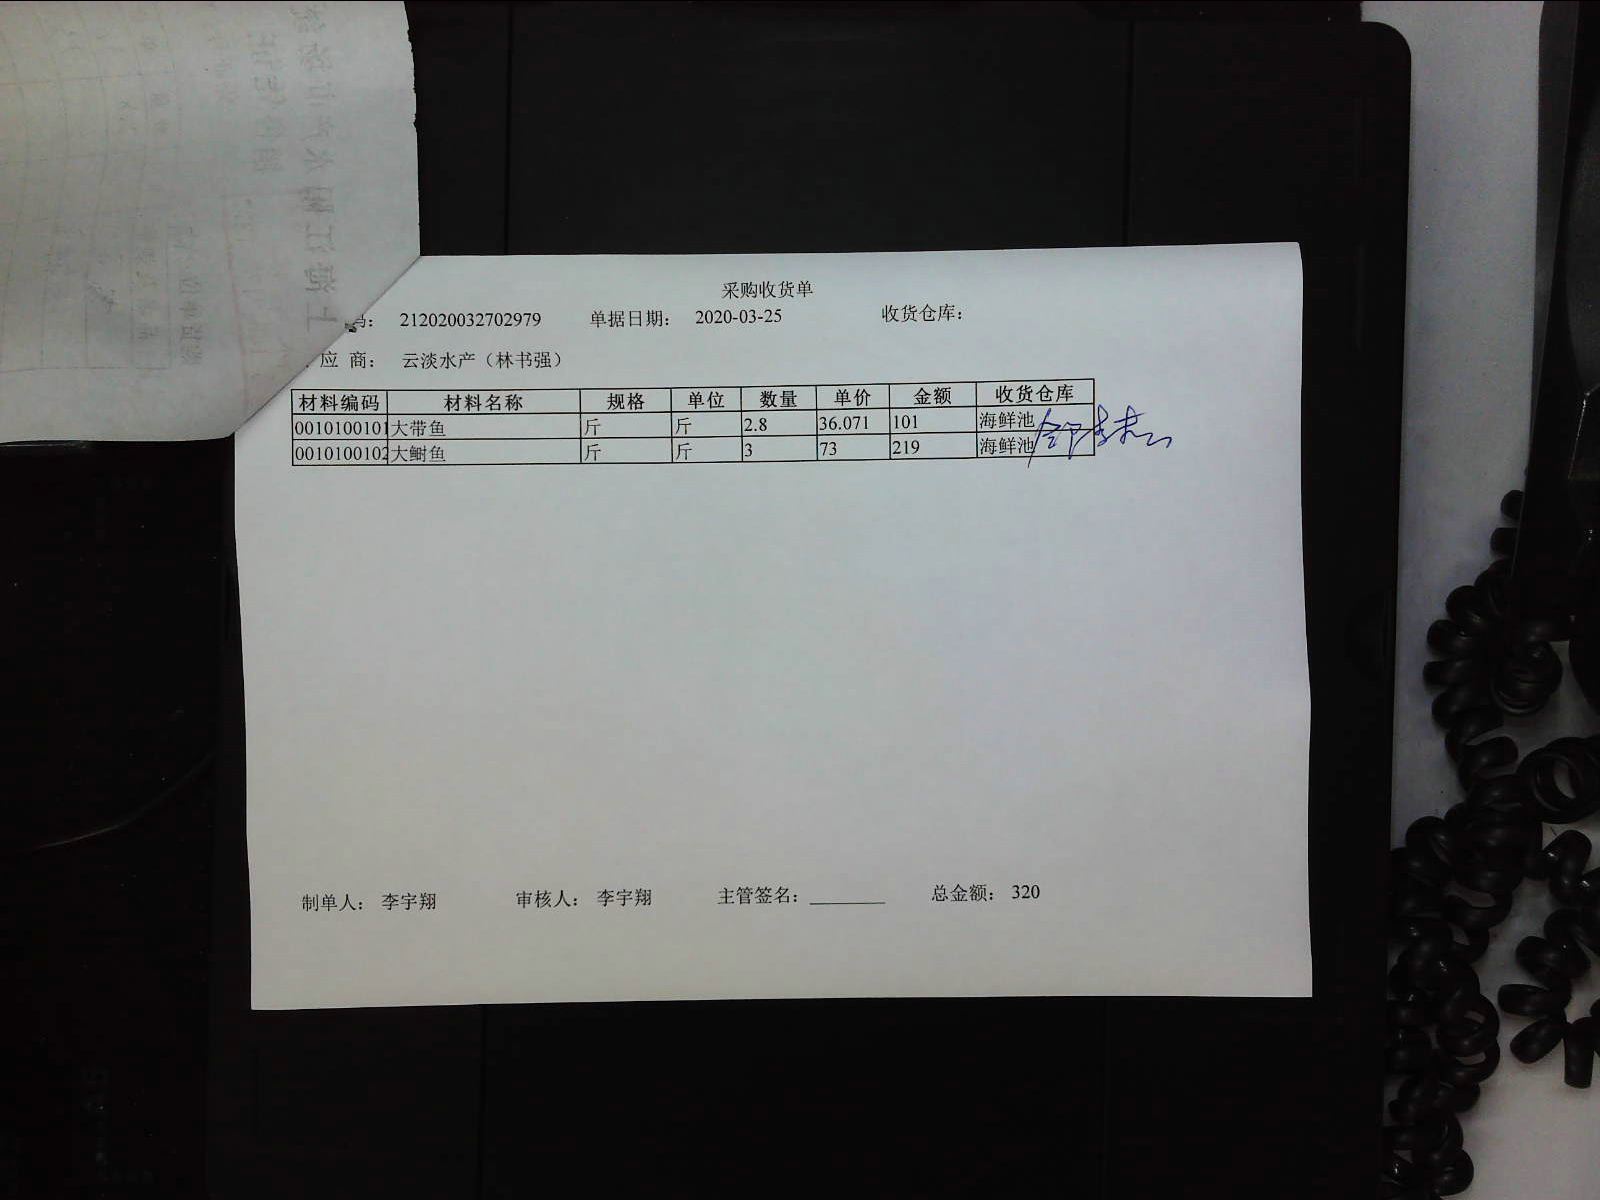 采购收货单
码： 212020032702979 单据日期： 2020-03-25 收货仓库：
应 商： 云淡水产（林书强）
材料编码 材料名称 规格 单位 数量 单价 金额 收货仓库
0010100101 大带鱼 斤 斤 2.8 36.071 101 海鲜池
0010100102 大鲥鱼 斤 斤 3 73 219 海鲜池
制单人： 李宇翔 审核人： 李宇翔 主管签名： 总金额： 320